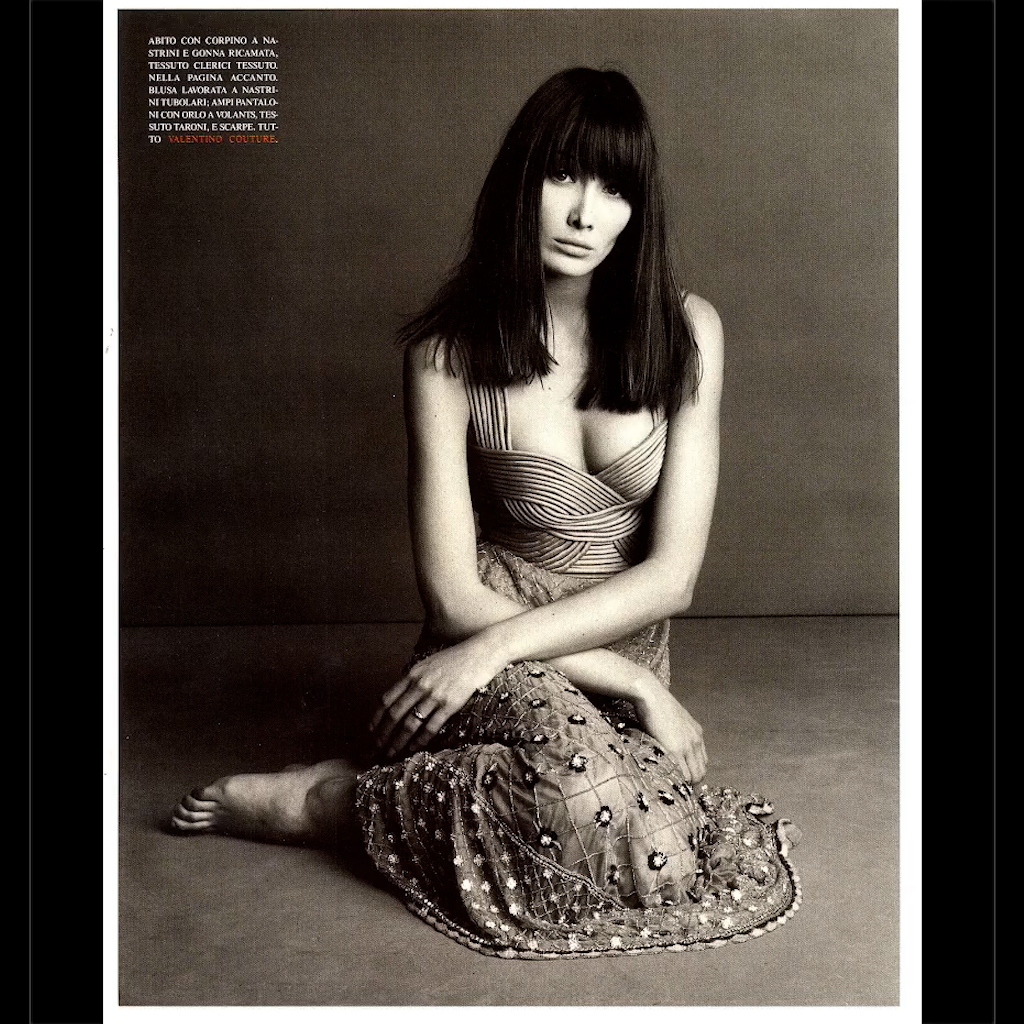 ABITO CON CORPINO A NA-
STRINI E GONNA RICAMATA,
TESSUTO CLERICI TESSUTO.
NELLA PAGINA ACCANTO.
BLUSA LAVORATA A NASTRI-
NI TUBOLARI; AMPI PANTALO-
NI CON ORLO A VOLANTS, TES-
SUTO TARONI, E SCARPE. TUT-
TO VALENTINO COUTURE.